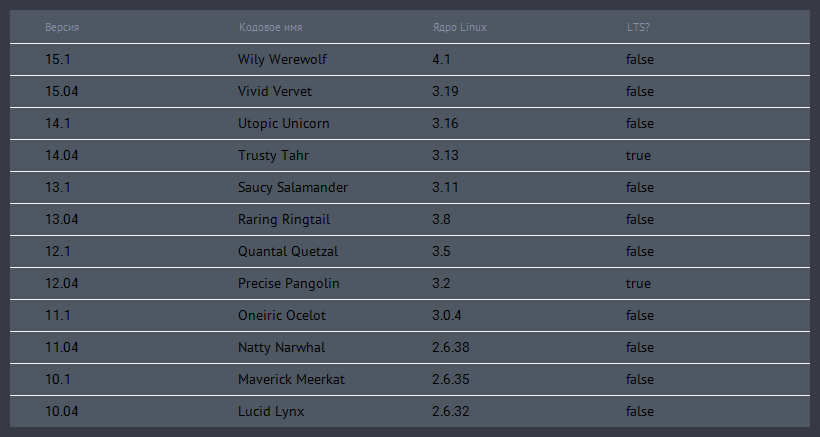 Версия Кодовое имя Ядро Linux LTS?
15.1 Wily Werewolf 4.1 false
15.04 Vivid Vervet 3.19 false
14.1 Utopic Unicorn 3.16 false
14.04 Trusty Tahr 3.13 true
13.1 Saucy Salamander 3.11 false
13.04 Raring Ringtail 3.8 false
12.1 Quantal Quetzal 3.5 false
12.04 Precise Pangolin 3.2 true
11.1 Oneiric Ocelot 3.0.4 false
11.04 Natty Narwhal 2.6.38 false
10.1 Maverick Meerkat 2.6.35 false
10.04 Lucid Lynx 2.6.32 false